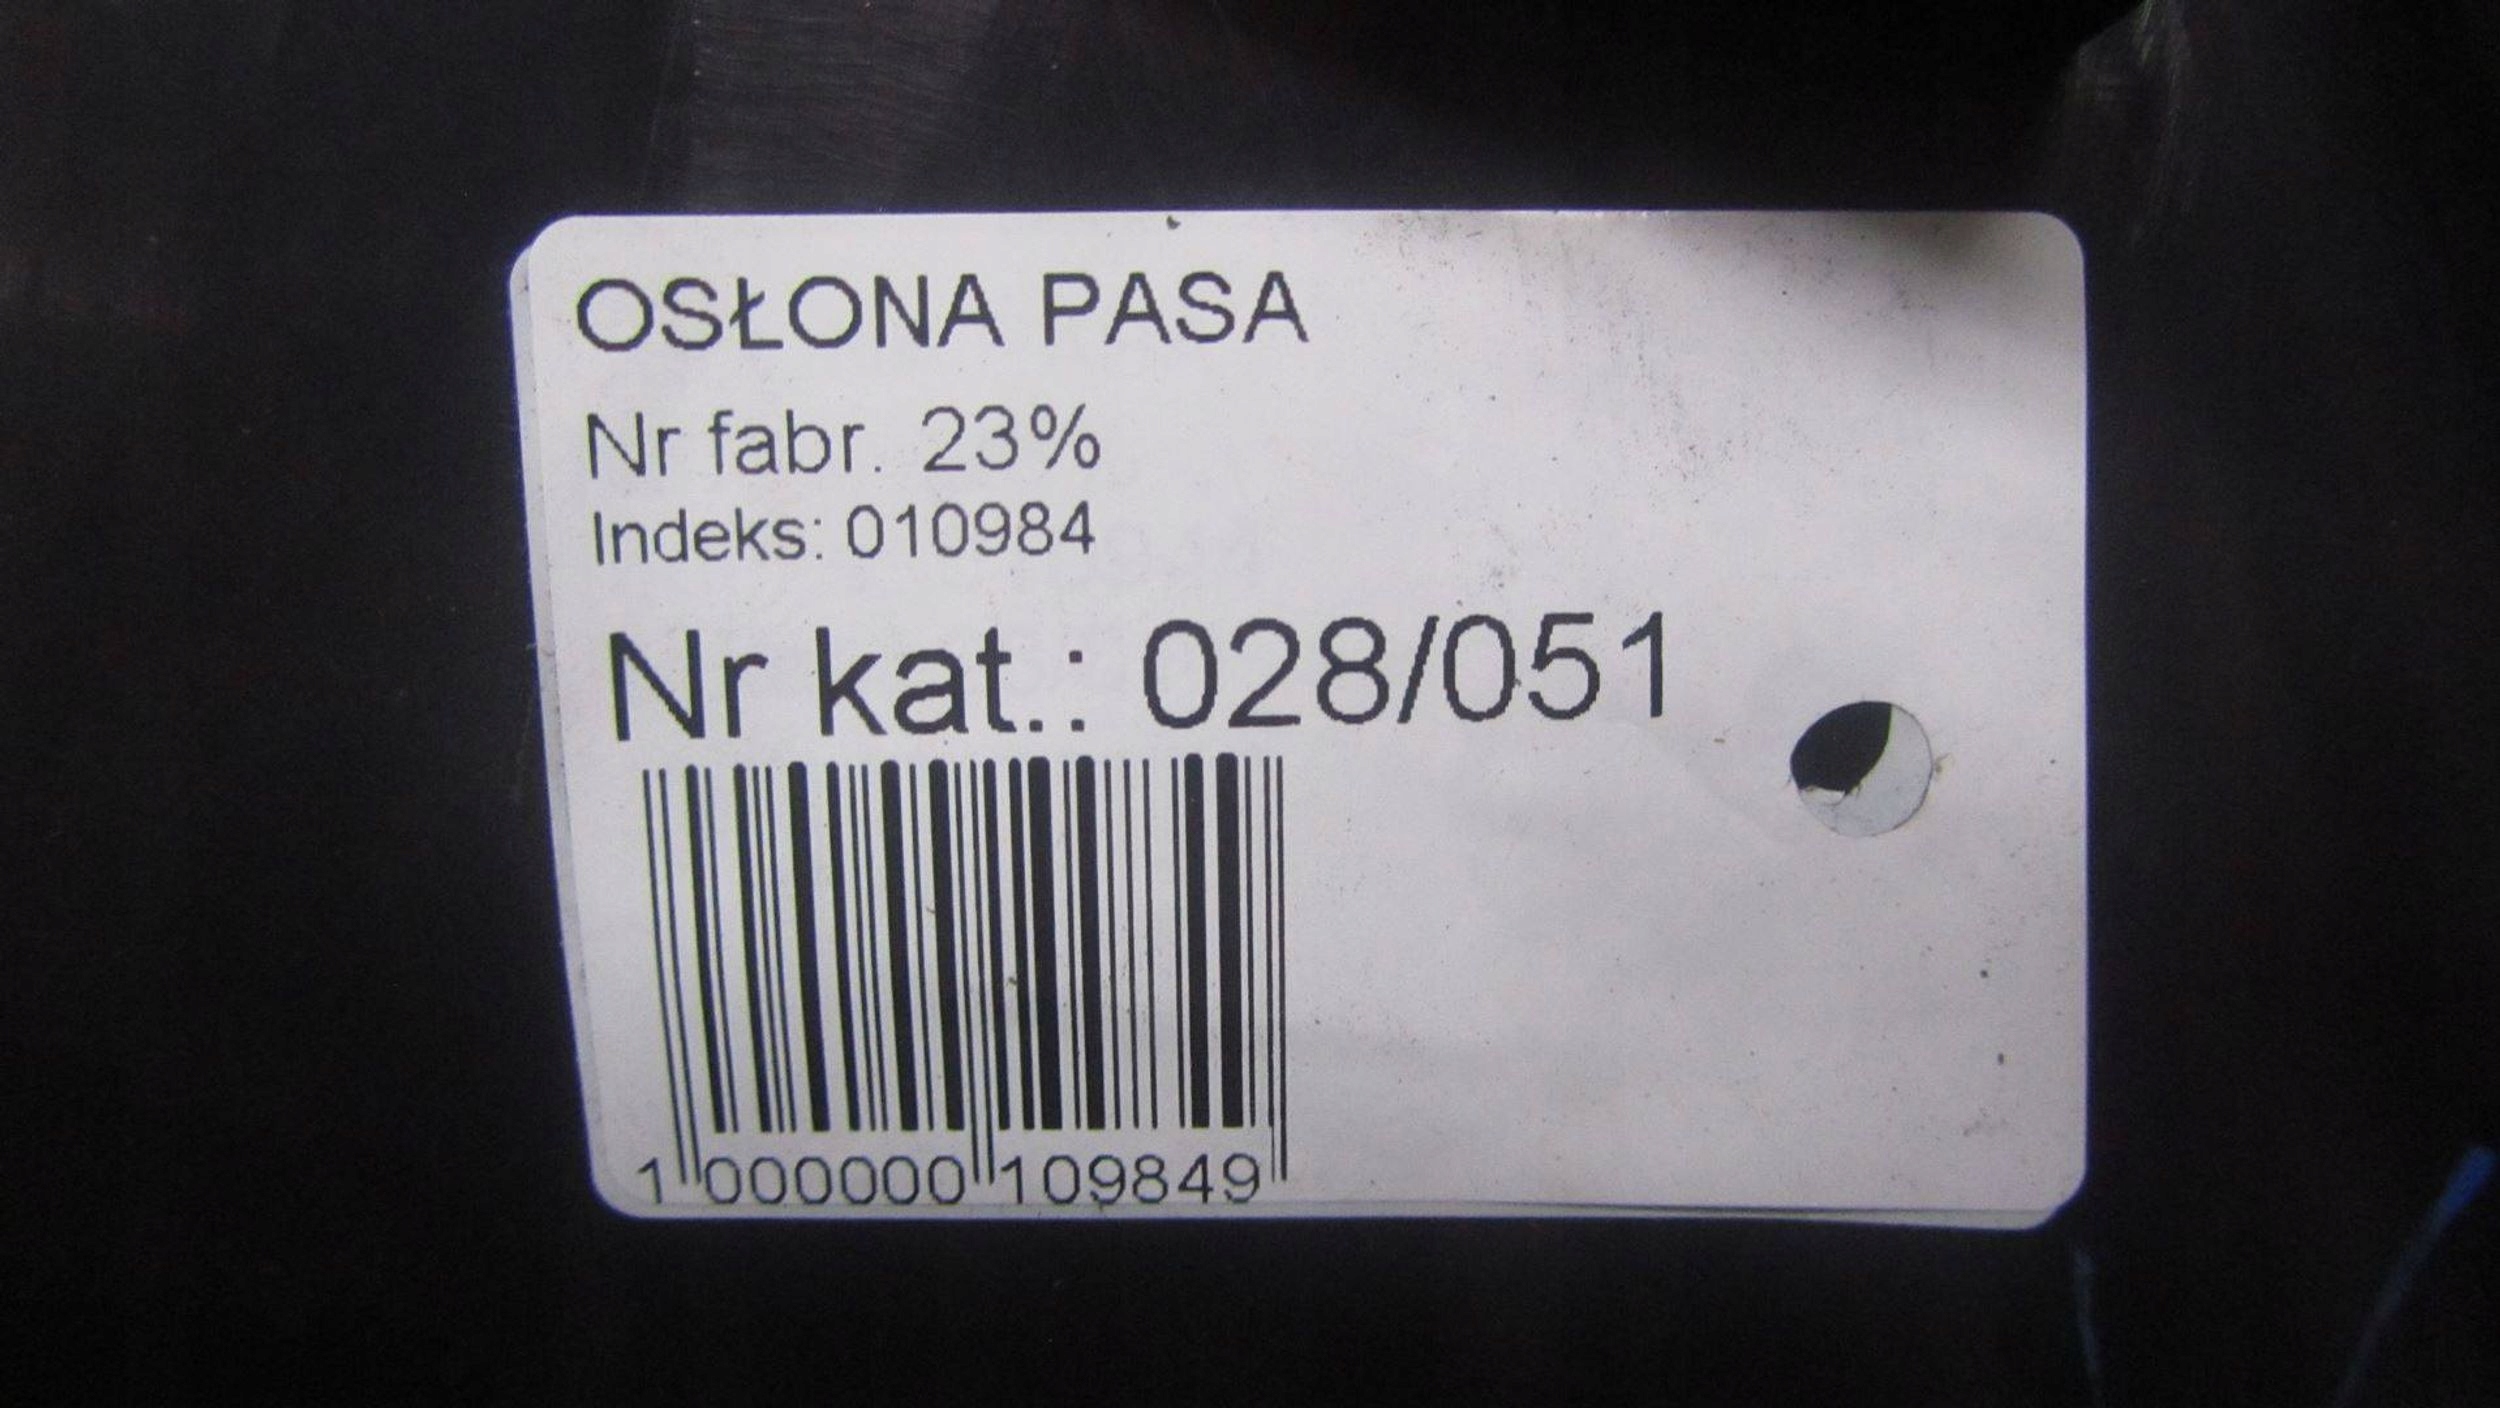 OSŁONA PASA
Nr fabr. 23%
Indeks: 010984
Nr kat.: 028/051
1 000000 109849